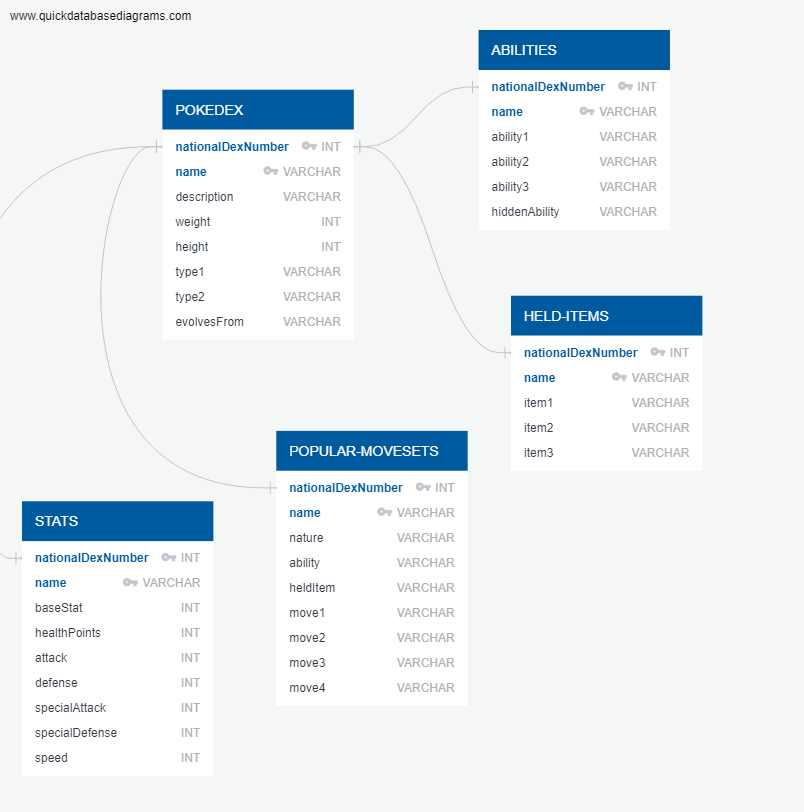 www.quickdatabasediagrams.com
ABILITIES
nationalDexNumber INT
name VARCHAR
ability1 VARCHAR
ability2 VARCHAR
ability3 VARCHAR
hiddenAbility VARCHAR
POKEDEX
nationalDexNumber INT
name VARCHAR
description VARCHAR
weight INT
height INT
type1 VARCHAR
type2 VARCHAR
evolvesFrom VARCHAR
HELD-ITEMS
nationalDexNumber INT
name VARCHAR
item1 VARCHAR
item2 VARCHAR
item3 VARCHAR
POPULAR-MOVESETS
nationalDexNumber INT
name VARCHAR
nature VARCHAR
ability VARCHAR
heldItem VARCHAR
move1 VARCHAR
move2 VARCHAR
move3 VARCHAR
move4 VARCHAR
STATS
nationalDexNumber INT
name VARCHAR
baseStat INT
healthPoints INT
attack INT
defense INT
specialAttack INT
specialDefense INT
speed INT